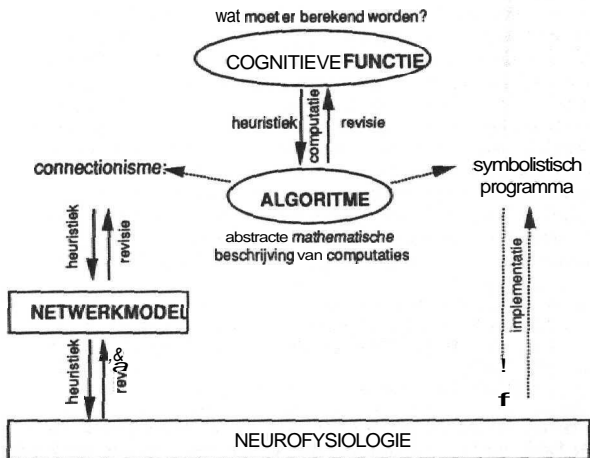 wat moet er berekend worden?
COGNITIEVE FUNCTIE
heuristiek
computatie
revisie
connectionisme:
symbolistisch
programma
ALGORITME
abstracte mathematische
beschrijving van computaties
heuristiek
revisie
implementatie
NETWERKMODEL
heuristiek
NEUROFYSIOLOGIE